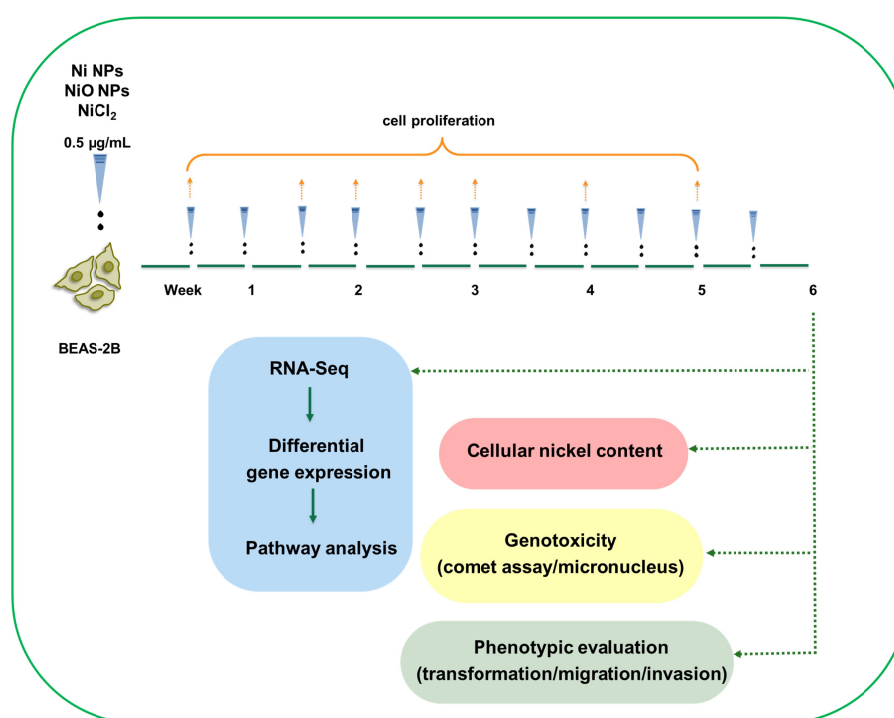 Ni NPs
NiO NPs
NiCl₂
0.5 µg/mL
cell proliferation
BEAS-2B
Week 1 2 3 4 5 6
RNA-Seq
Differential
gene expression
Pathway analysis
Cellular nickel content
Genotoxicity
(comet assay/micronucleus)
Phenotypic evaluation
(transformation/migration/invasion)